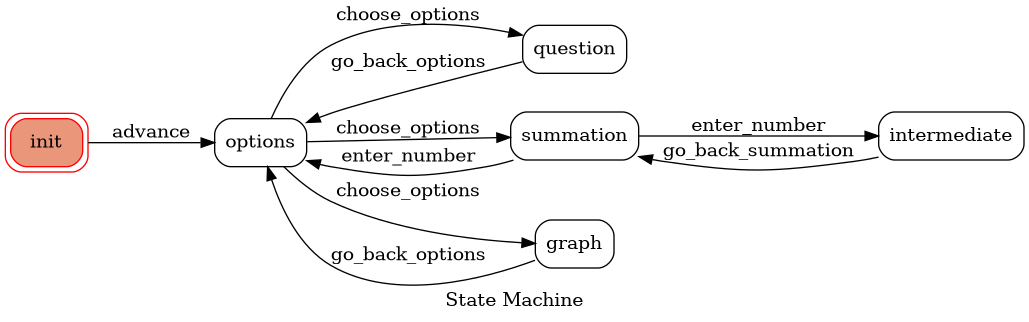 choose_options
question
go_back_options
advance
init
options
choose_options
summation
enter_number
intermediate
enter_number
go_back_summation
choose_options
graph
go_back_options
State Machine